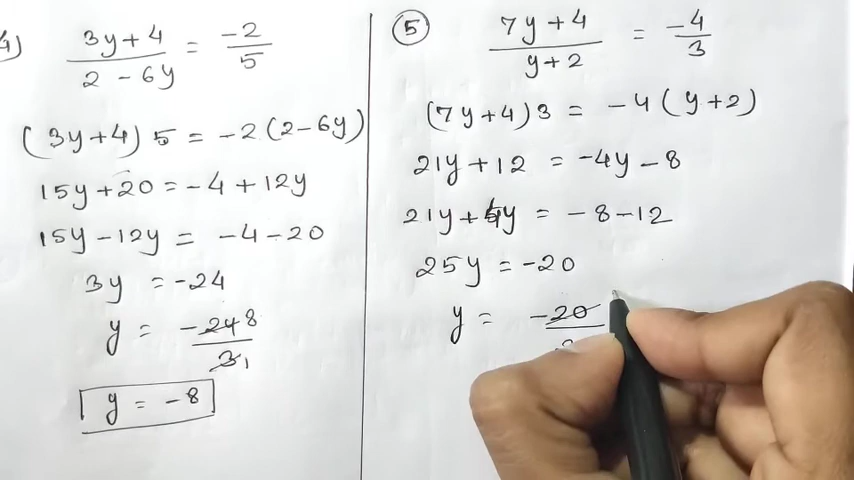 4) 3y+4 / 2-6y = -2/5
(3y+4) 5 = -2(2-6y)
15y+20 = -4+12y
15y-12y = -4-20
3y = -24
y = -24 8 / 3 1
y = -8
5 7y+4 / y+2 = -4/3
(7y+4)3 = -4(y+2)
21y+12 = -4y-8
21y+4y = -8-12
25y = -20
y = -20